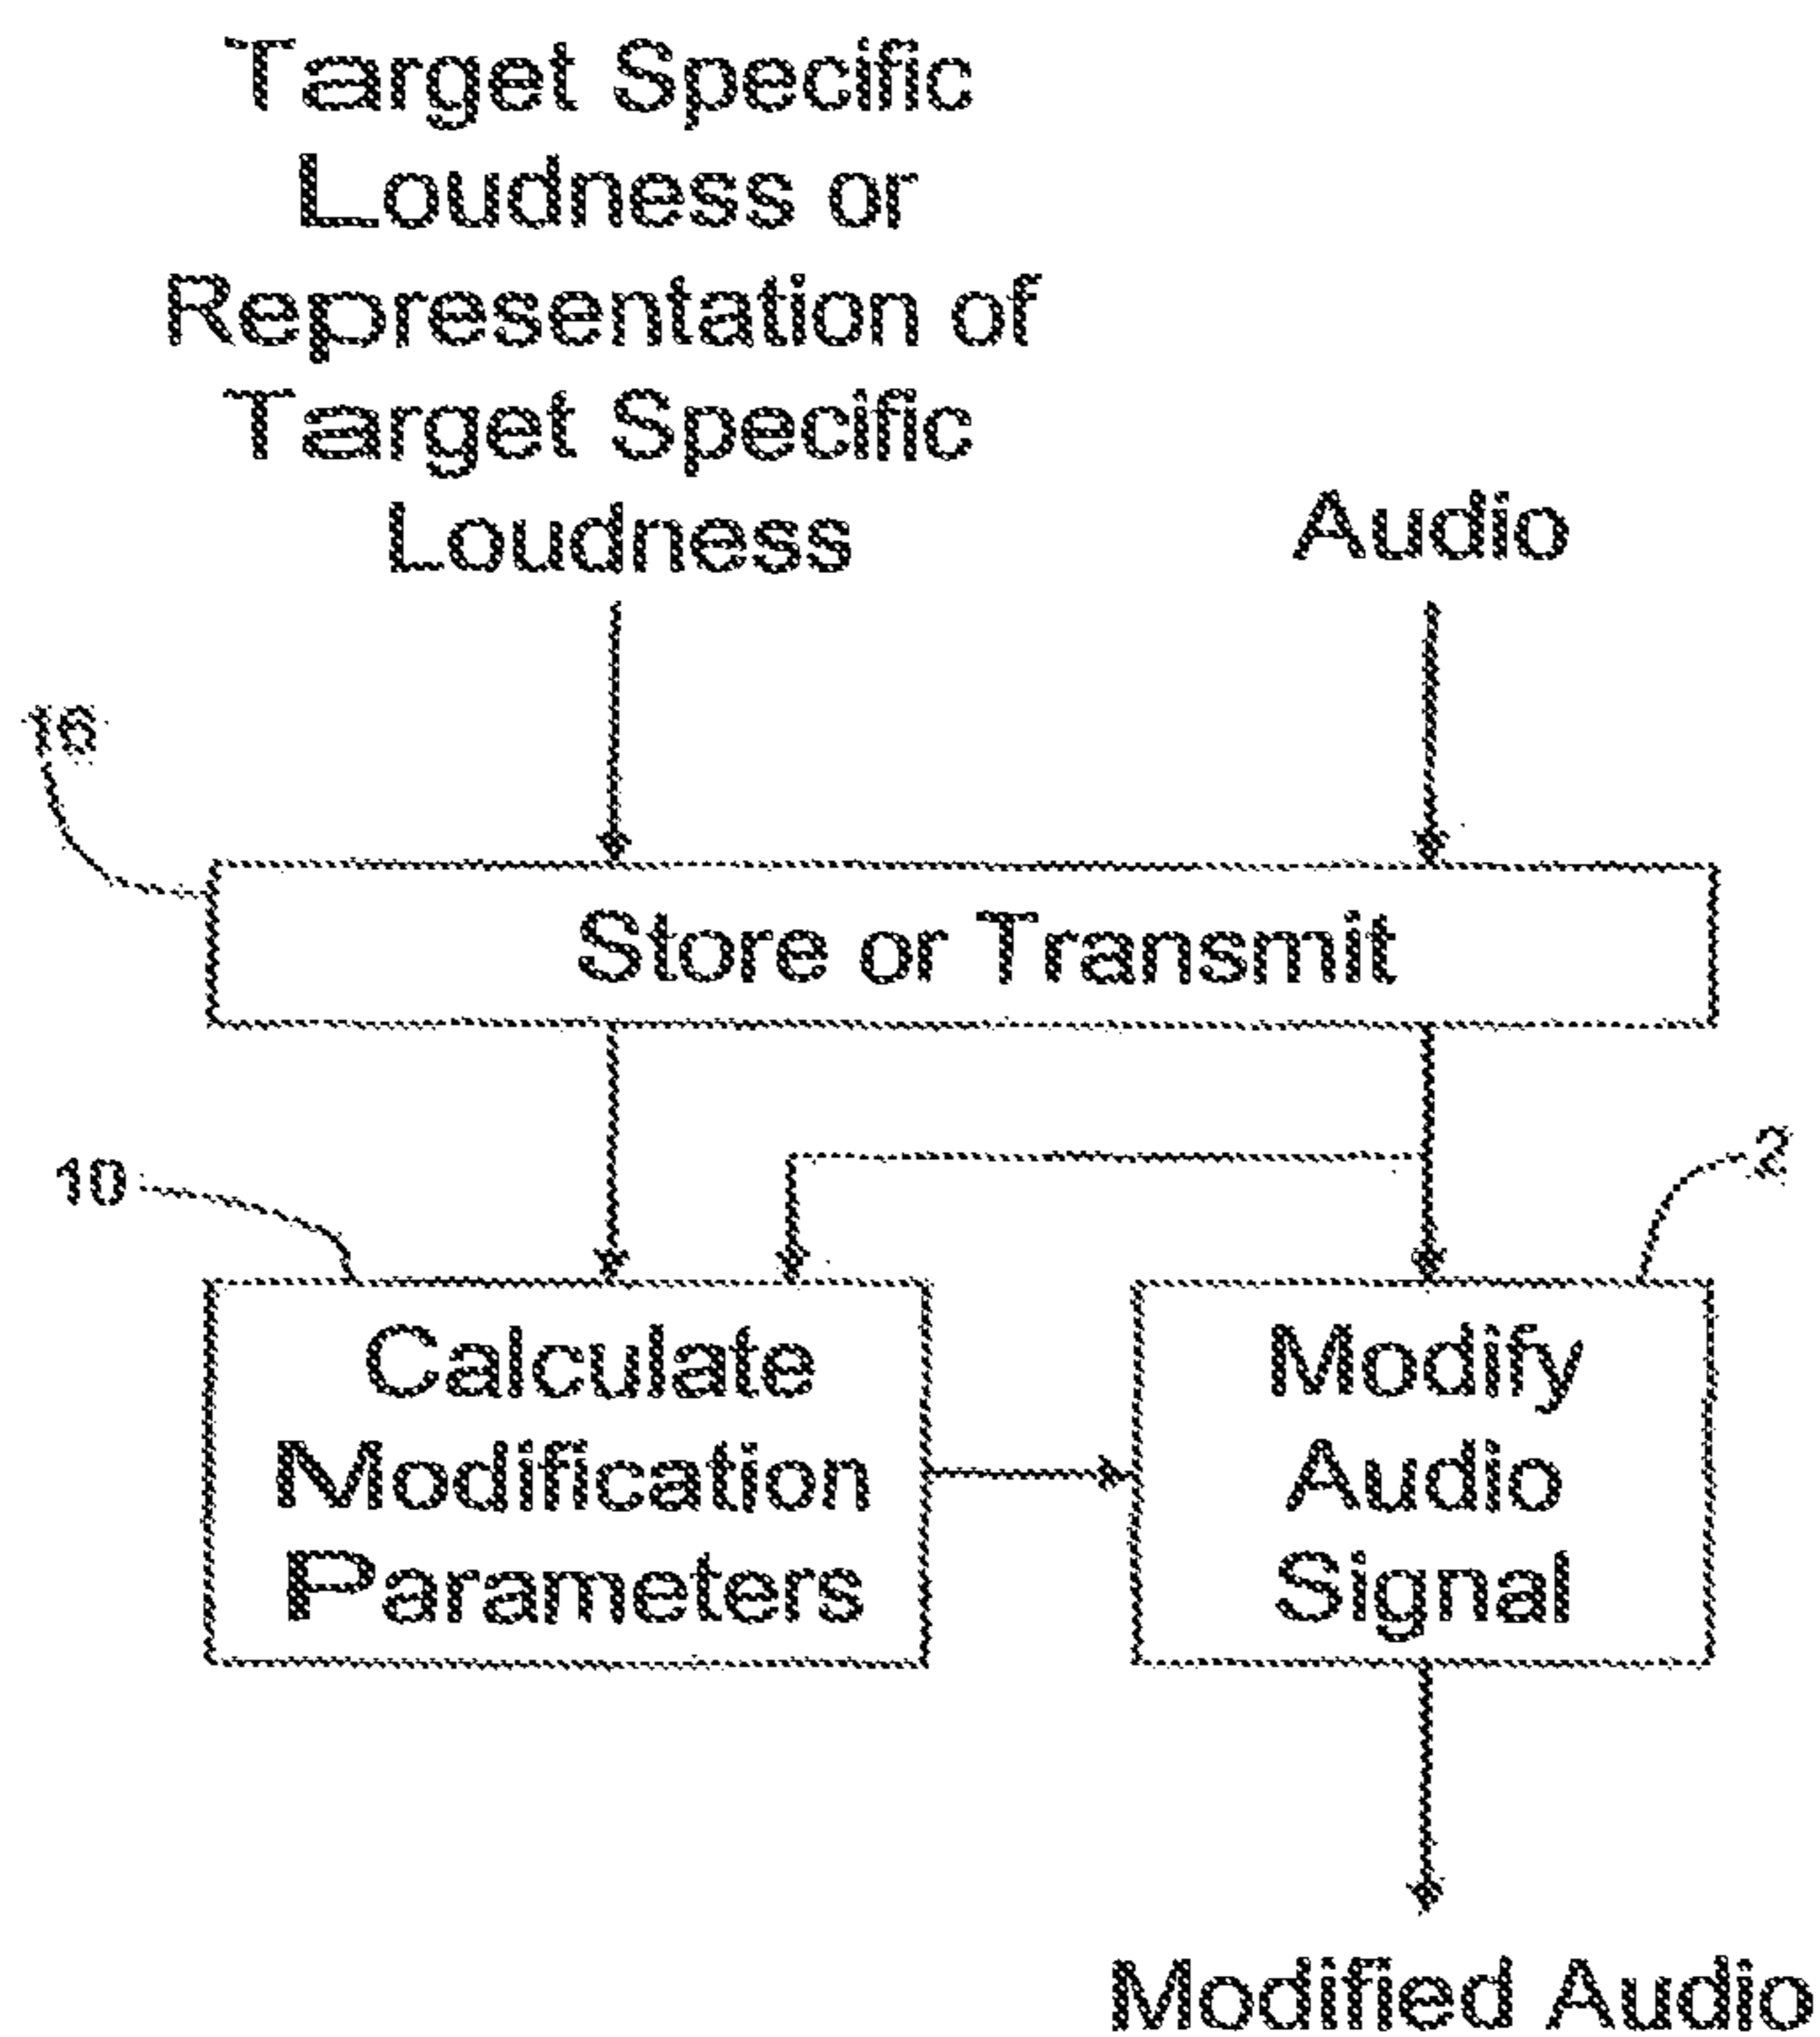 Target Specific
Loudness or
Representation of
Target Specific
Loudness
Audio
16
Store or Transmit
10
2
Calculate
Modification
Parameters
Modify
Audio
Signal
Modified Audio